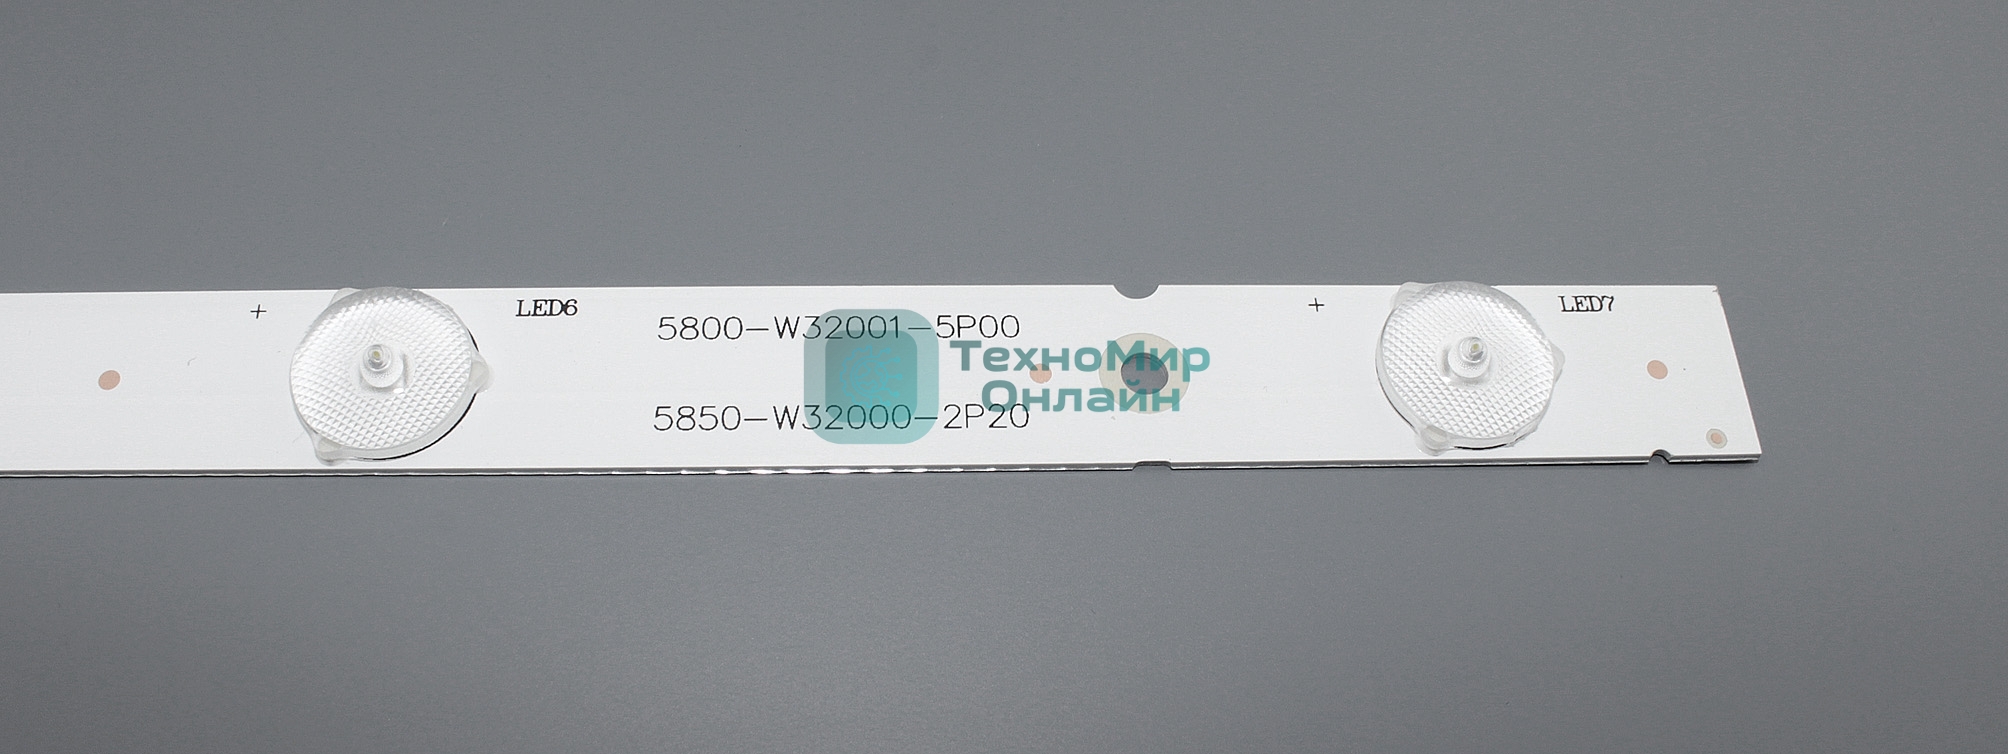 +
LED6
5800-W32001-5P00
5850-W32000-2P20
ТехноМир
Онлайн
+
LED7